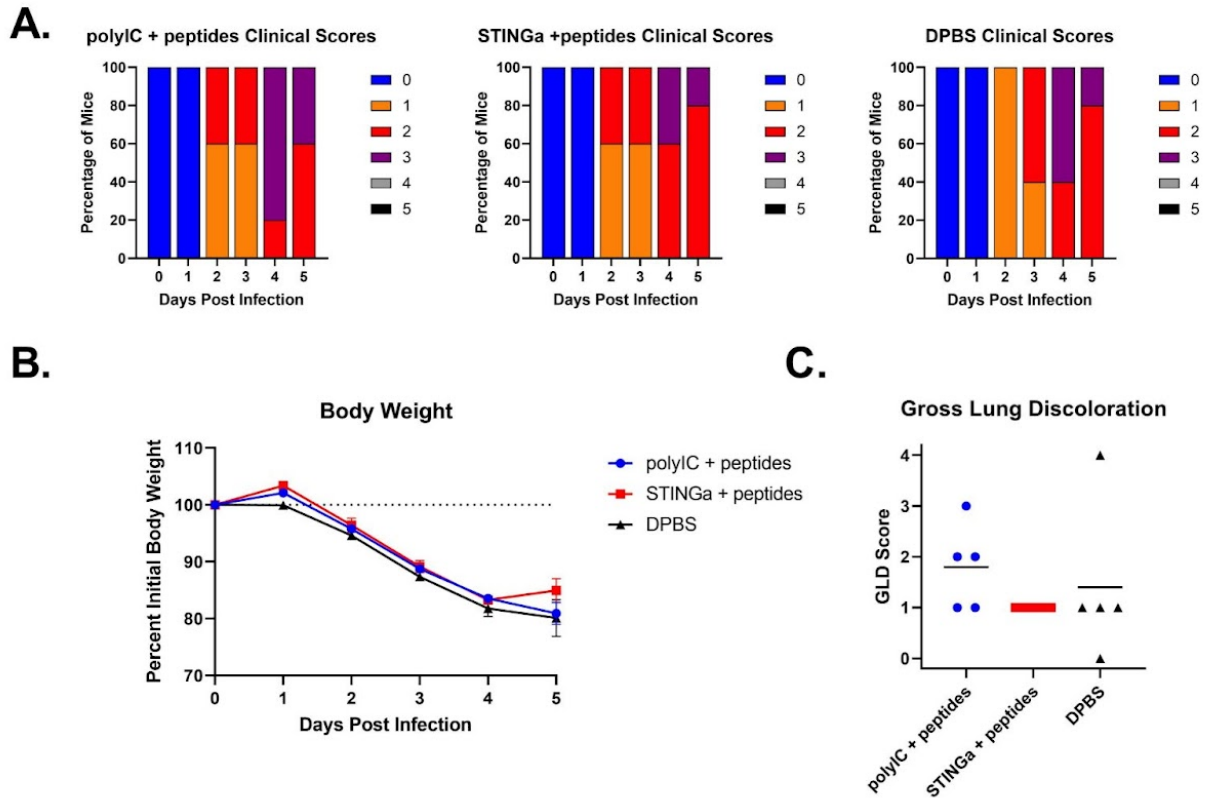 A.
polyIC + peptides Clinical Scores
Percentage of Mice
100
80
60
40
20
0
0 1 2 3 4 5
Days Post Infection
0
1
2
3
4
5
STINGa +peptides Clinical Scores
Percentage of Mice
100
80
60
40
20
0
0 1 2 3 4 5
Days Post Infection
0
1
2
3
4
5
DPBS Clinical Scores
Percentage of Mice
100
80
60
40
20
0
0 1 2 3 4 5
Days Post Infection
0
1
2
3
4
5
B.
Body Weight
Percent Initial Body Weight
110
100
90
80
70
0 1 2 3 4 5
Days Post Infection
polyIC + peptides
STINGa + peptides
DPBS
C.
Gross Lung Discoloration
GLD Score
4
3
2
1
0
polyIC + peptides
STINGa + peptides
DPBS